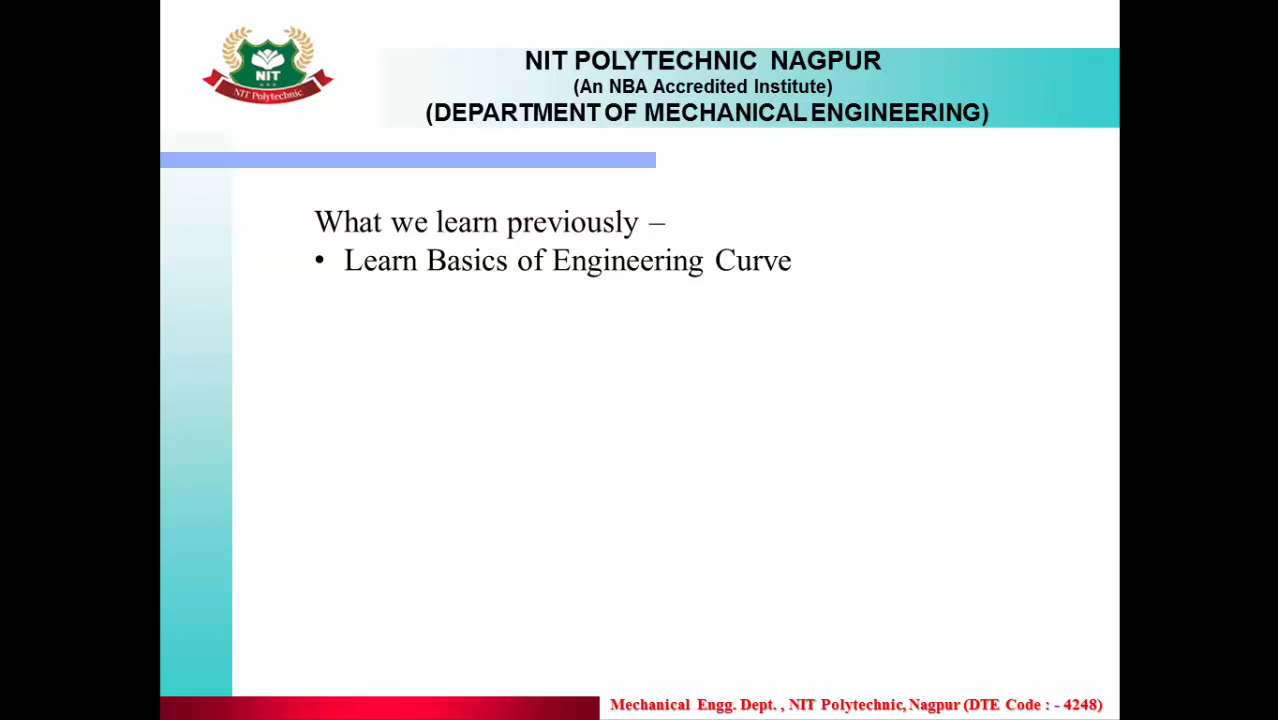 NIT
NIT Polytechnic
NIT POLYTECHNIC NAGPUR
(An NBA Accredited Institute)
(DEPARTMENT OF MECHANICAL ENGINEERING)
What we learn previously –
• Learn Basics of Engineering Curve
Mechanical Engg. Dept. , NIT Polytechnic, Nagpur (DTE Code : - 4248)